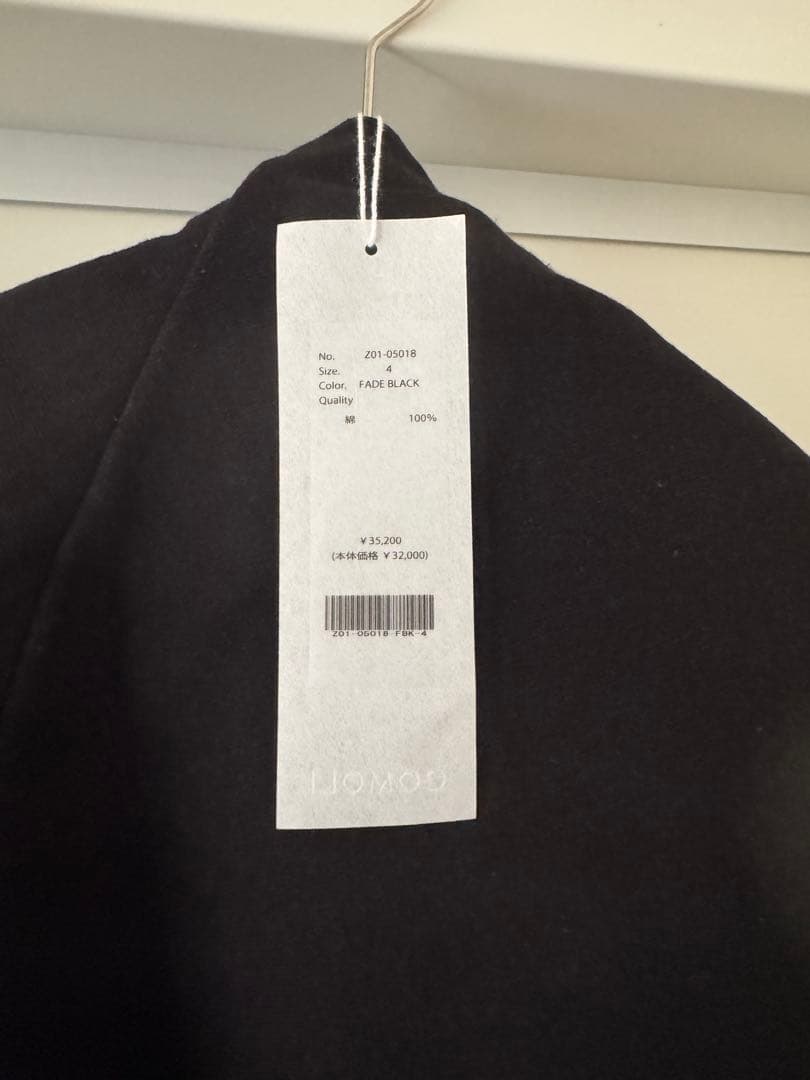 No. Z01-05018
Size. 4
Color. FADE BLACK
Quality
綿 100%
¥35,200
(本体価格 ¥32,000)
Z01-05018 FBK-4
COMOLI